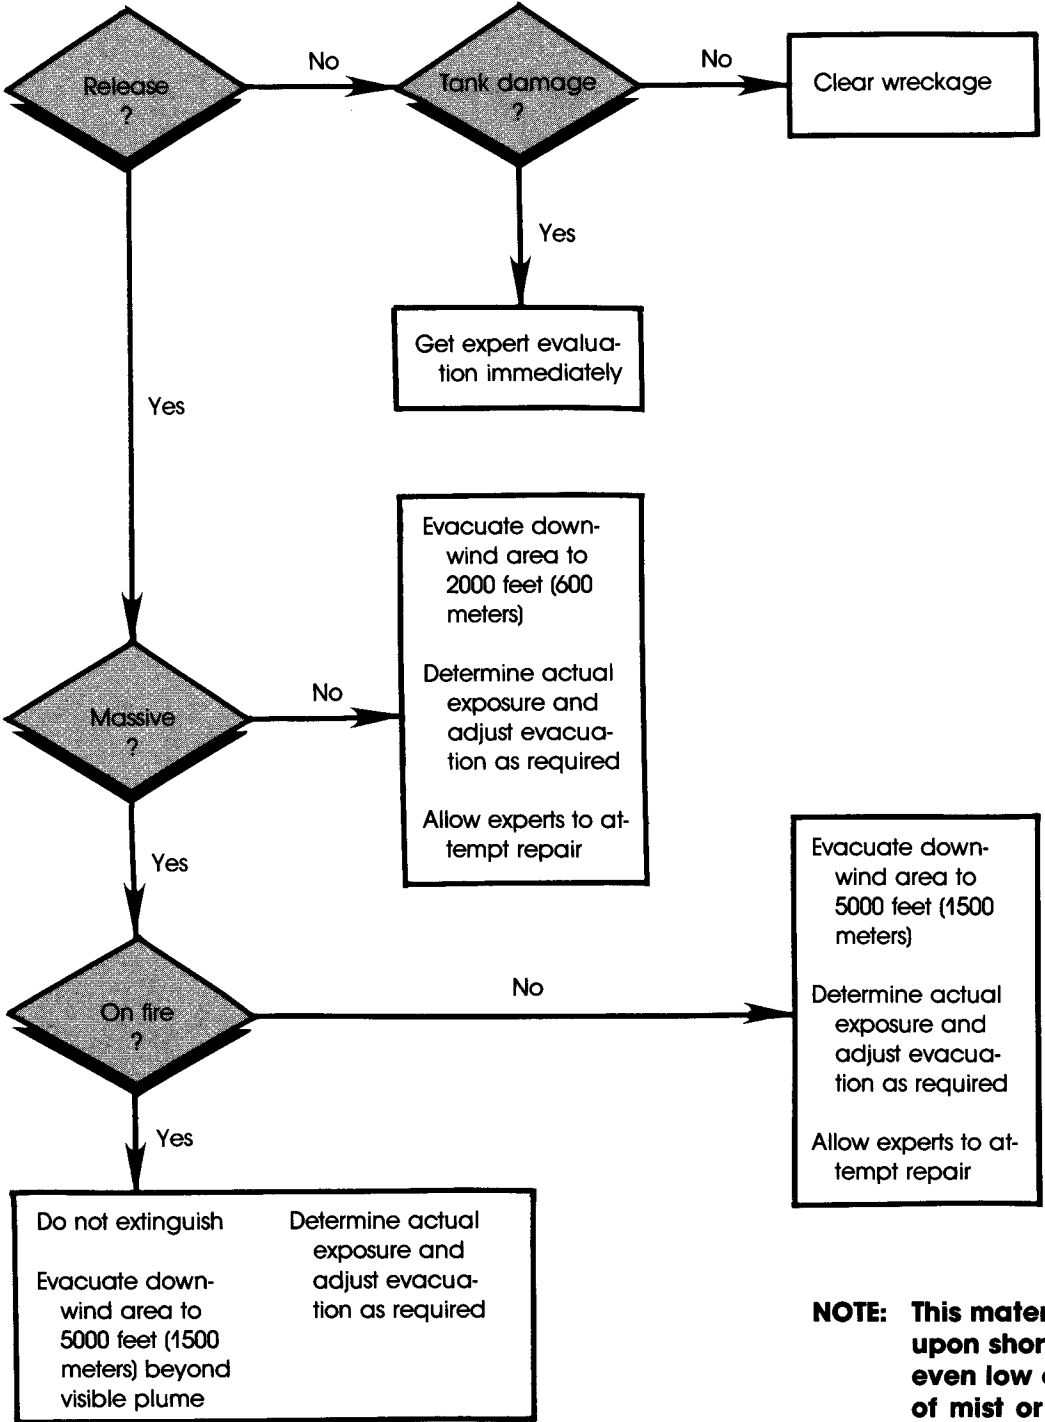 Release
?
No
Tank damage
?
No
Clear wreckage
Yes
Get expert evalua-
tion immediately
Yes
Evacuate down-
wind area to
2000 feet (600
meters)
Determine actual
exposure and
adjust evacua-
tion as required
Allow experts to at-
tempt repair
Massive
?
No
Yes
Evacuate down-
wind area to
5000 feet (1500
meters)
Determine actual
exposure and
adjust evacua-
tion as required
Allow experts to at-
tempt repair
On fire
?
No
Yes
Do not extinguish
Evacuate down-
wind area to
5000 feet (1500
meters) beyond
visible plume
Determine actual
exposure and
adjust evacua-
tion as required
NOTE: This
upon
even low
of mist or